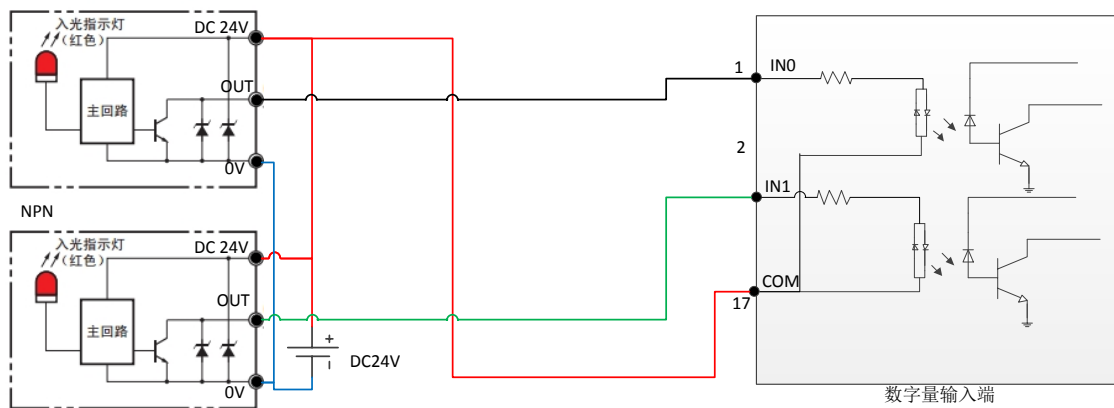 入光指示灯
(红色)
DC 24V
主回路
OUT
0V
NPN
入光指示灯
(红色)
DC 24V
主回路
OUT
0V
+
−
DC24V
1
IN0
2
IN1
COM
17
数字量输入端